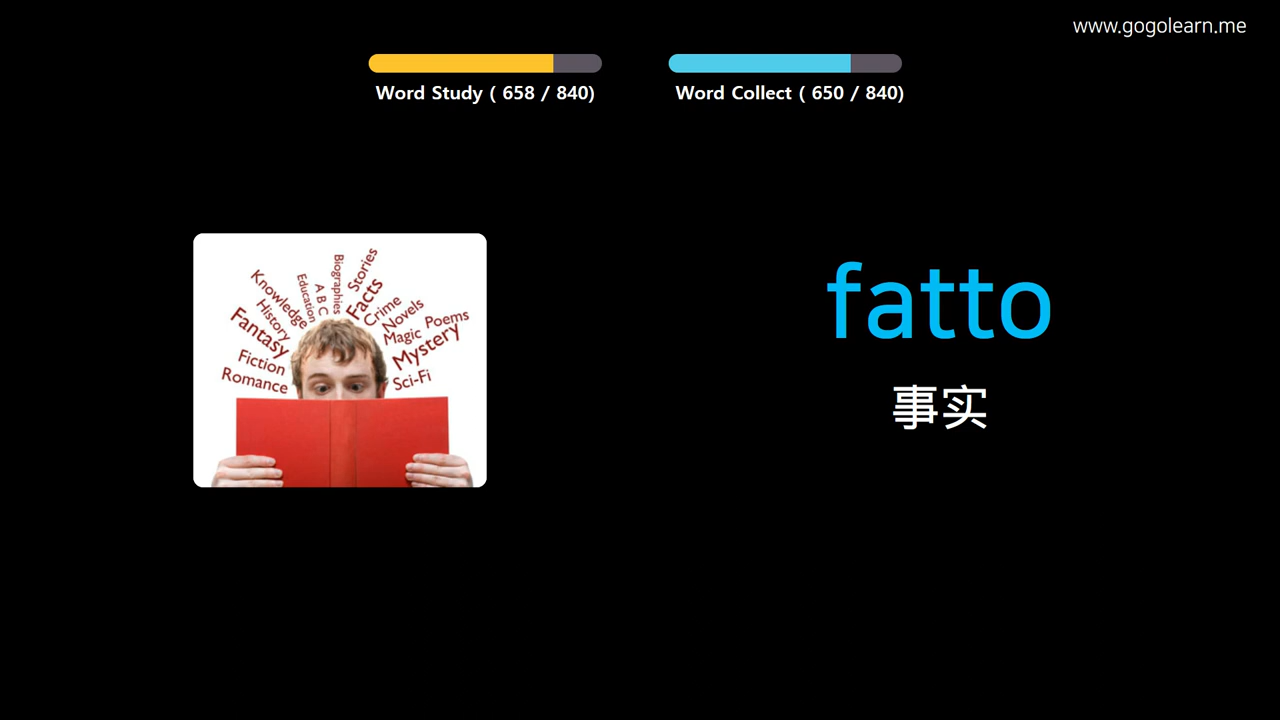 www.gogolearn.me
Word Study ( 658 / 840)
Word Collect ( 650 / 840)
Knowledge
History
Fantasy
Fiction
Romance
Education
A B C
Biographies
Stories
Facts
Crime
Novels
Magic
Poems
Mystery
Sci-Fi
fatto
事实